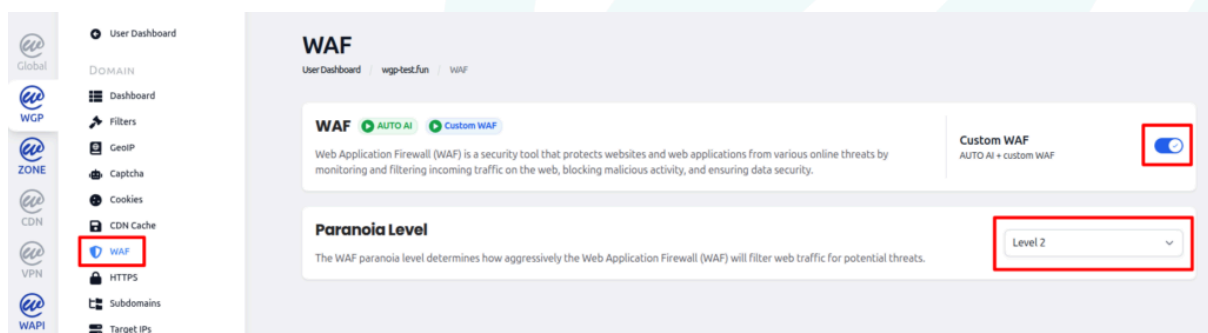 Global
WGP
ZONE
CDN
VPN
WAPI
User Dashboard
DOMAIN
Dashboard
Filters
GeoIP
Captcha
Cookies
CDN Cache
WAF
HTTPS
Subdomains
Target IPs
WAF
User Dashboard / wgp-test.fun / WAF
WAF AUTO AI Custom WAF
Web Application Firewall (WAF) is a security tool that protects websites and web applications from various online threats by
monitoring and filtering incoming traffic on the web, blocking malicious activity, and ensuring data security.
Custom WAF
AUTO AI + custom WAF
Paranoia Level
The WAF paranoia level determines how aggressively the Web Application Firewall (WAF) will filter web traffic for potential threats.
Level 2